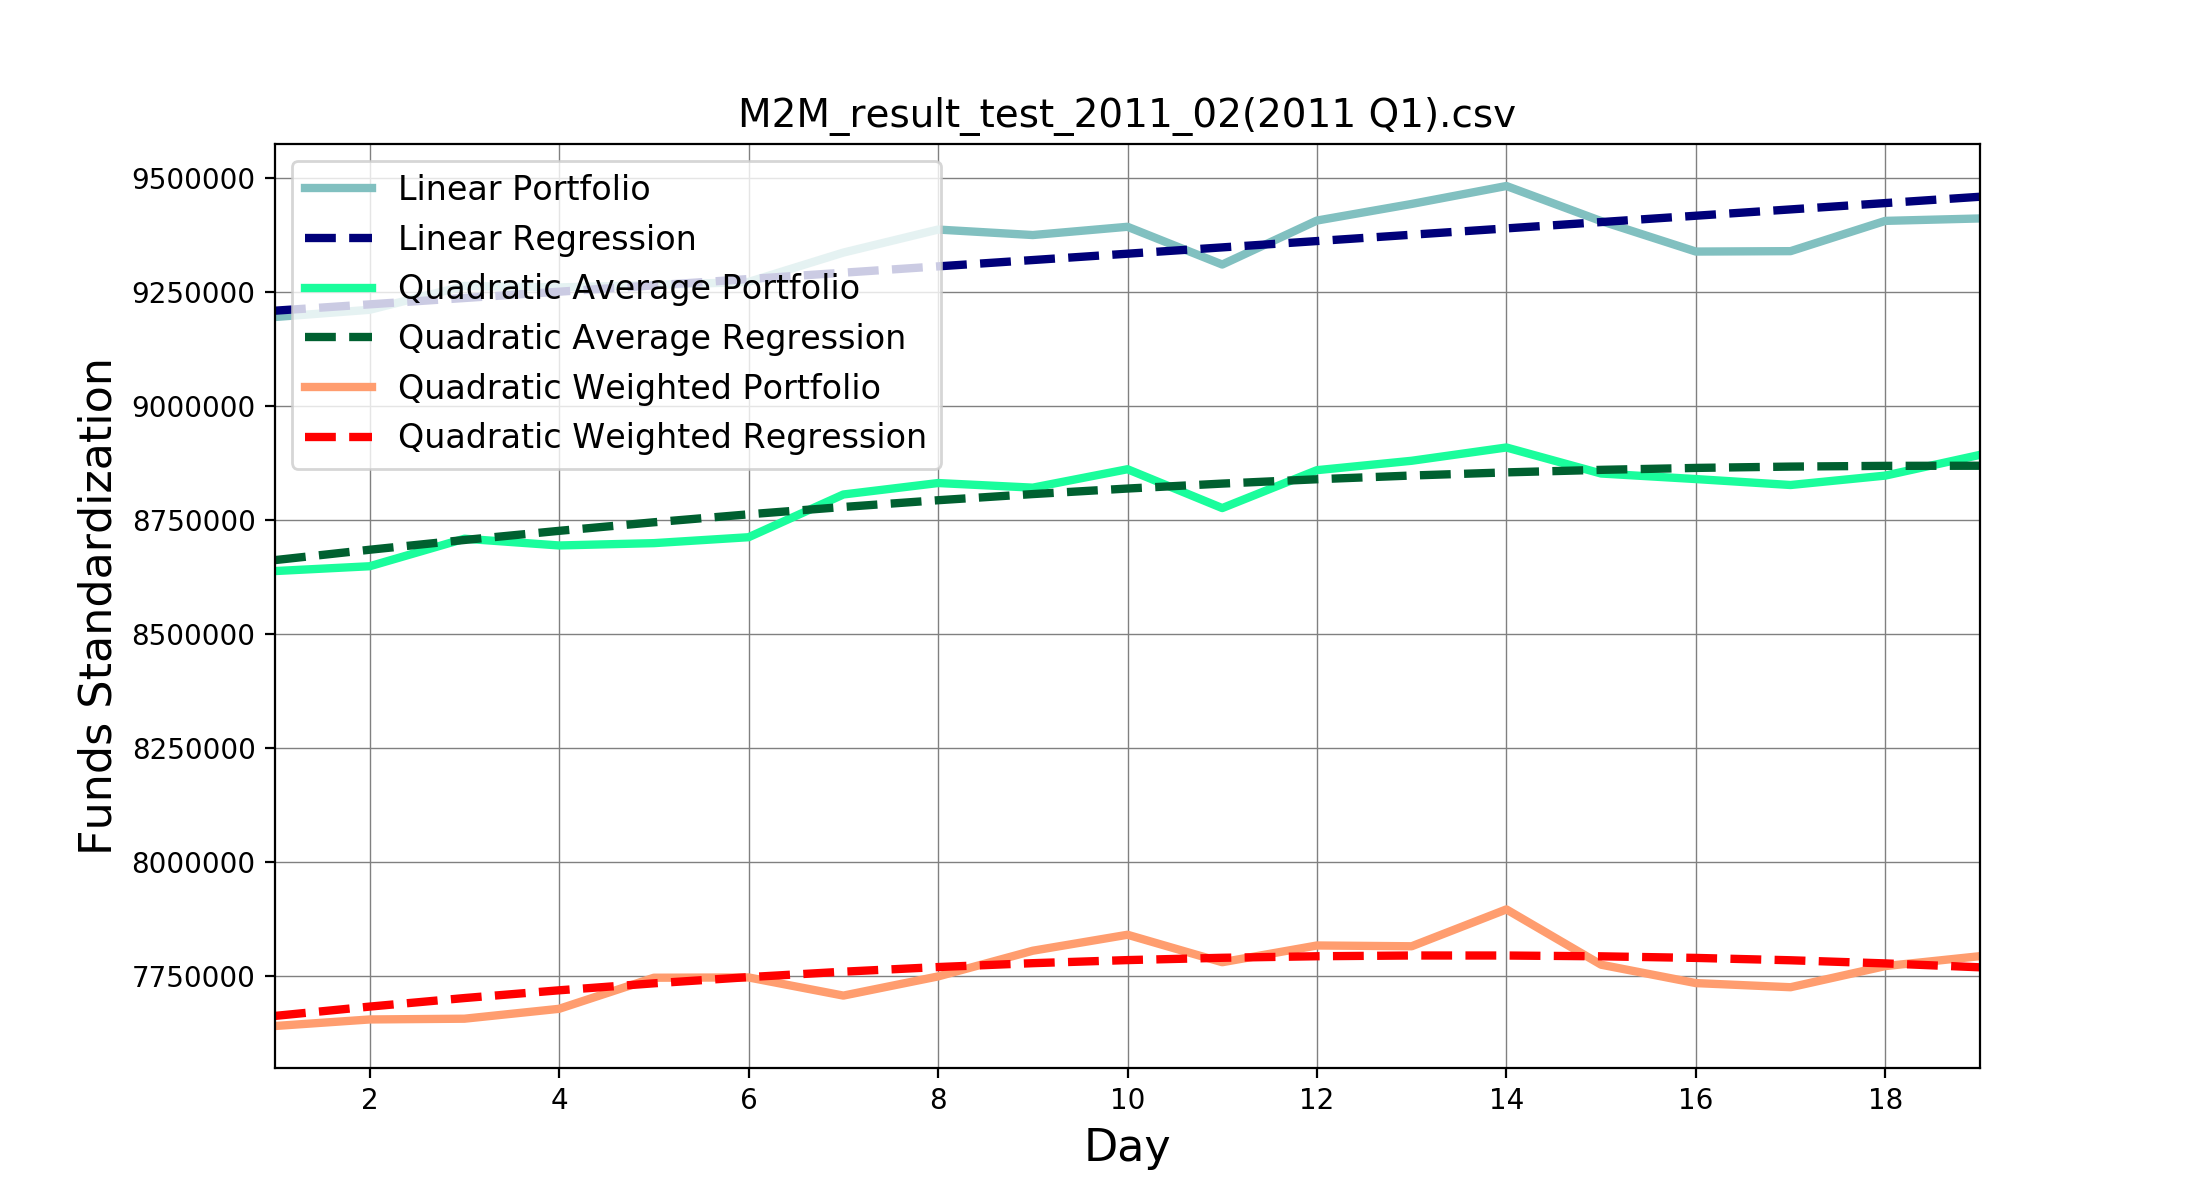 M2M_result_test_2011_02(2011 Q1).csv
Linear Portfolio
Linear Regression
Quadratic Average Portfolio
Quadratic Average Regression
Quadratic Weighted Portfolio
Quadratic Weighted Regression
Funds Standardization
9500000
9250000
9000000
8750000
8500000
8250000
8000000
7750000
2 4 6 8 10 12 14 16 18
Day